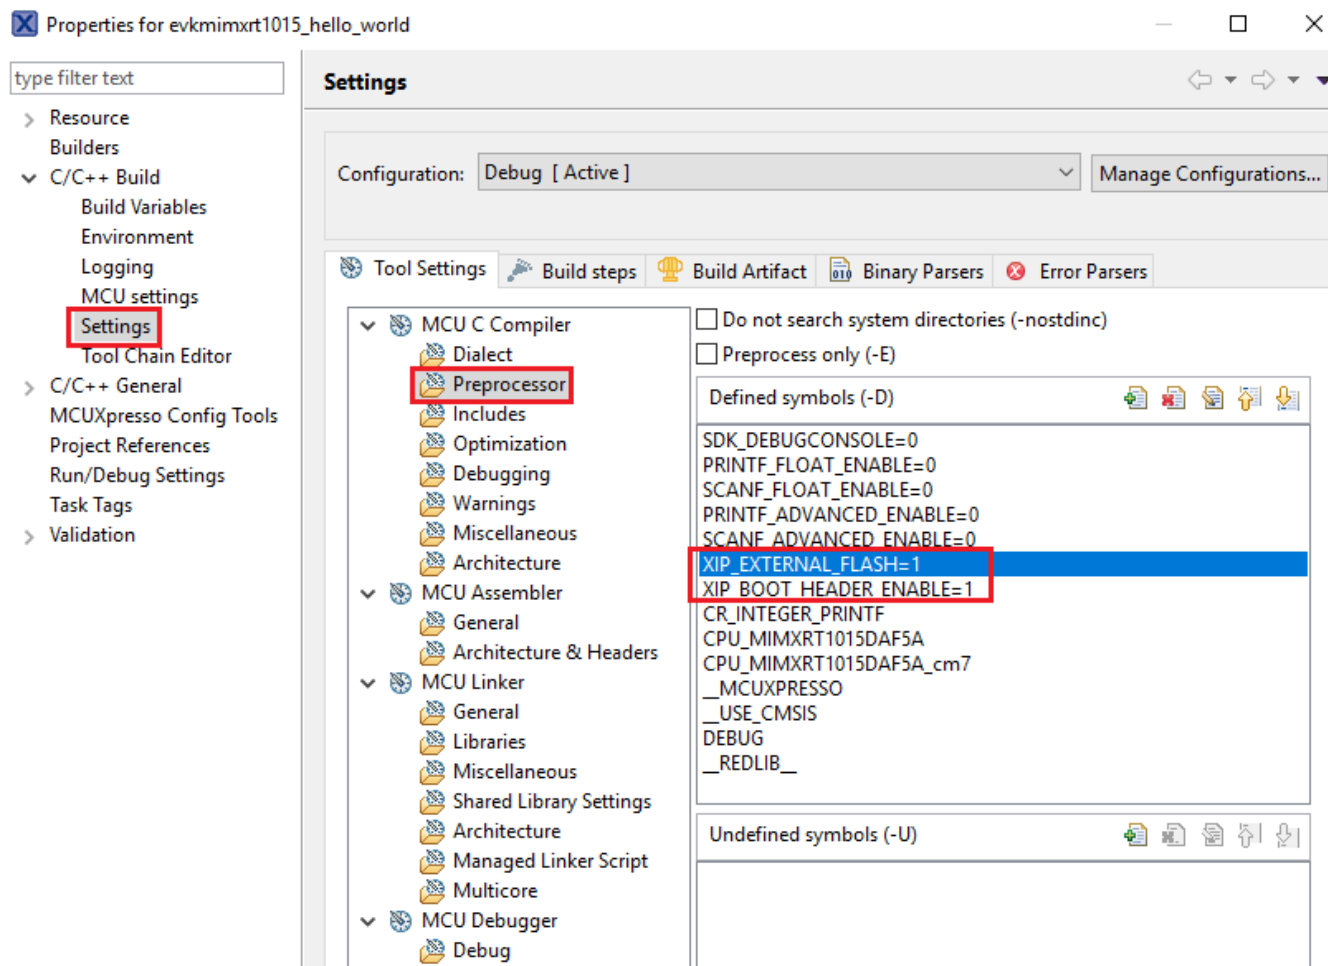 Properties for evkmimxrt1015_hello_world
type filter text
Resource
Builders
C/C++ Build
Build Variables
Environment
Logging
MCU settings
Settings
Tool Chain Editor
C/C++ General
MCUXpresso Config Tools
Project References
Run/Debug Settings
Task Tags
Validation
Settings
Configuration: Debug [ Active ] Manage Configurations...
Tool Settings Build steps Build Artifact Binary Parsers Error Parsers
MCU C Compiler
Dialect
Preprocessor
Includes
Optimization
Debugging
Warnings
Miscellaneous
Architecture
MCU Assembler
General
Architecture & Headers
MCU Linker
General
Libraries
Miscellaneous
Shared Library Settings
Architecture
Managed Linker Script
Multicore
MCU Debugger
Debug
Do not search system directories (-nostdinc)
Preprocess only (-E)
Defined symbols (-D)
SDK_DEBUGCONSOLE=0
PRINTF_FLOAT_ENABLE=0
SCANF_FLOAT_ENABLE=0
PRINTF_ADVANCED_ENABLE=0
SCANF_ADVANCED_ENABLE=0
XIP_EXTERNAL_FLASH=1
XIP_BOOT_HEADER_ENABLE=1
CR_INTEGER_PRINTF
CPU_MIMXRT1015DAF5A
CPU_MIMXRT1015DAF5A_cm7
__MCUXPRESSO
__USE_CMSIS
DEBUG
__REDLIB__
Undefined symbols (-U)